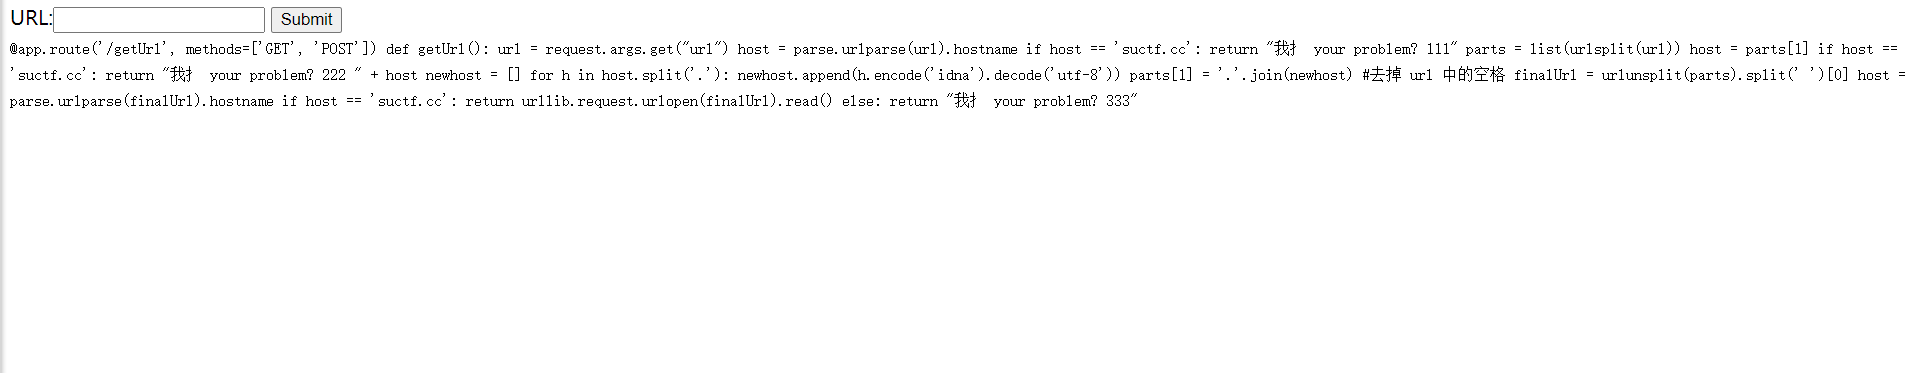 URL: Submit
@app.route('/getUrl', methods=['GET', 'POST']) def getUrl(): url = request.args.get("url") host = parse.urlparse(url).hostname if host == 'suctf.cc': return "我扌 your problem? 111" parts = list(urlsplit(url)) host = parts[1] if host ==
'suctf.cc': return "我扌 your problem? 222 " + host newhost = [] for h in host.split('.'): newhost.append(h.encode('idna').decode('utf-8')) parts[1] = '.'.join(newhost) #去掉 url 中的空格 finalUrl = urlunsplit(parts).split(' ')[0] host =
parse.urlparse(finalUrl).hostname if host == 'suctf.cc': return urllib.request.urlopen(finalUrl).read() else: return "我扌 your problem? 333"